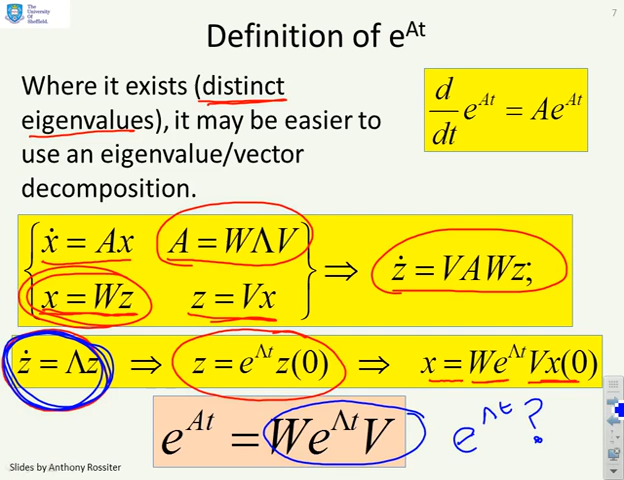 The
University
Of
Sheffield.
7
Definition of e^{At}
Where it exists (distinct
eigenvalues), it may be easier to
use an eigenvalue/vector
decomposition.
d/dt e^{At} = Ae^{At}
{ ẋ = Ax A = WΛV
x = Wz z = Vx } ⇒ ż = VAWz;
ż = Λz ⇒ z = e^{Λt}z(0) ⇒ x = We^{Λt}Vx(0)
e^{At} = We^{Λt}V
e^{Λt} ?
Slides by Anthony Rossiter